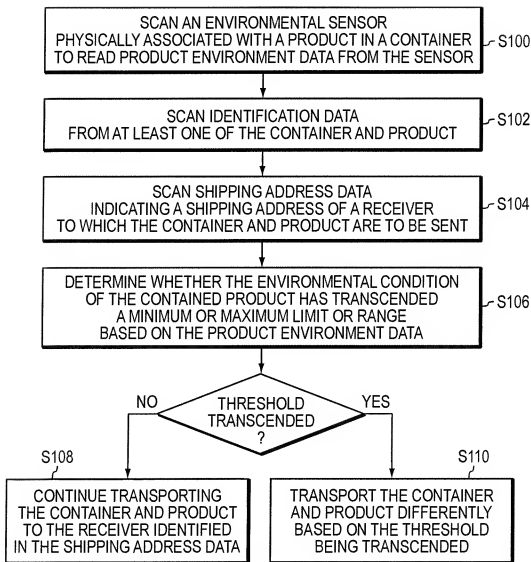 SCAN AN ENVIRONMENTAL SENSOR
PHYSICALLY ASSOCIATED WITH A PRODUCT IN A CONTAINER
TO READ PRODUCT ENVIRONMENT DATA FROM THE SENSOR
S100
SCAN IDENTIFICATION DATA
FROM AT LEAST ONE OF THE CONTAINER AND PRODUCT
S102
SCAN SHIPPING ADDRESS DATA
INDICATING A SHIPPING ADDRESS OF A RECEIVER
TO WHICH THE CONTAINER AND PRODUCT ARE TO BE SENT
S104
DETERMINE WHETHER THE ENVIRONMENTAL CONDITION
OF THE CONTAINED PRODUCT HAS TRANSCENDED
A MINIMUM OR MAXIMUM LIMIT OR RANGE
BASED ON THE PRODUCT ENVIRONMENT DATA
S106
NO
THRESHOLD
TRANSCENDED
?
YES
S108
CONTINUE TRANSPORTING
THE CONTAINER AND PRODUCT
TO THE RECEIVER IDENTIFIED
IN THE SHIPPING ADDRESS DATA
S110
TRANSPORT THE CONTAINER
AND PRODUCT DIFFERENTLY
BASED ON THE THRESHOLD
BEING TRANSCENDED